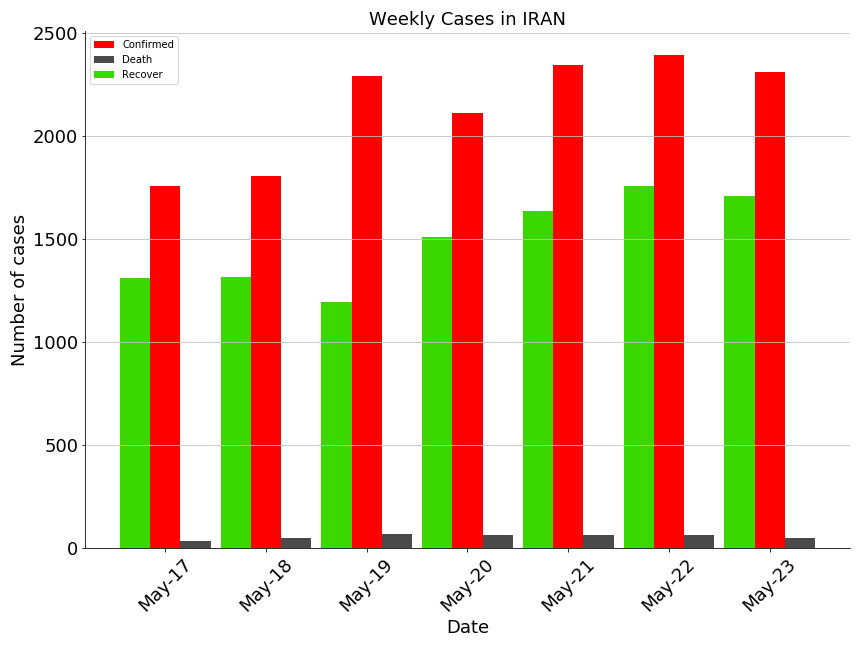 Weekly Cases in IRAN
Confirmed
Death
Recover
Number of cases
2500
2000
1500
1000
500
0
May-17
May-18
May-19
May-20
May-21
May-22
May-23
Date